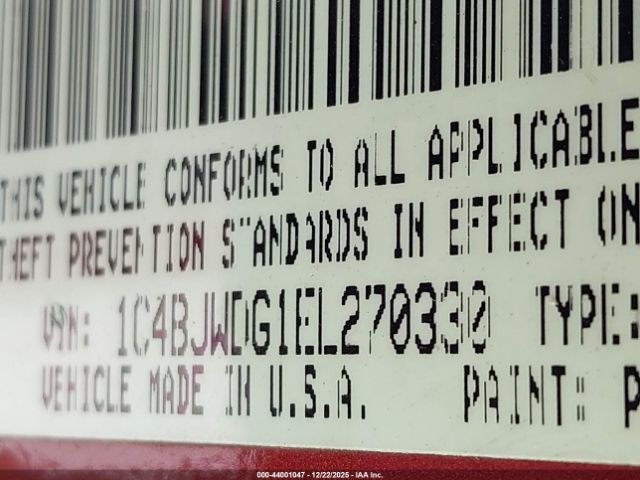 THIS VEHICLE CONFORMS TO ALL APPLICABLE
THEFT PREVENTION STANDARDS IN EFFECT ON
VIN: 1C4BJWDG1EL270330 TYPE:
VEHICLE MADE IN U.S.A. PAINT: P
000-44001047 - 12/22/2025 - IAA Inc.